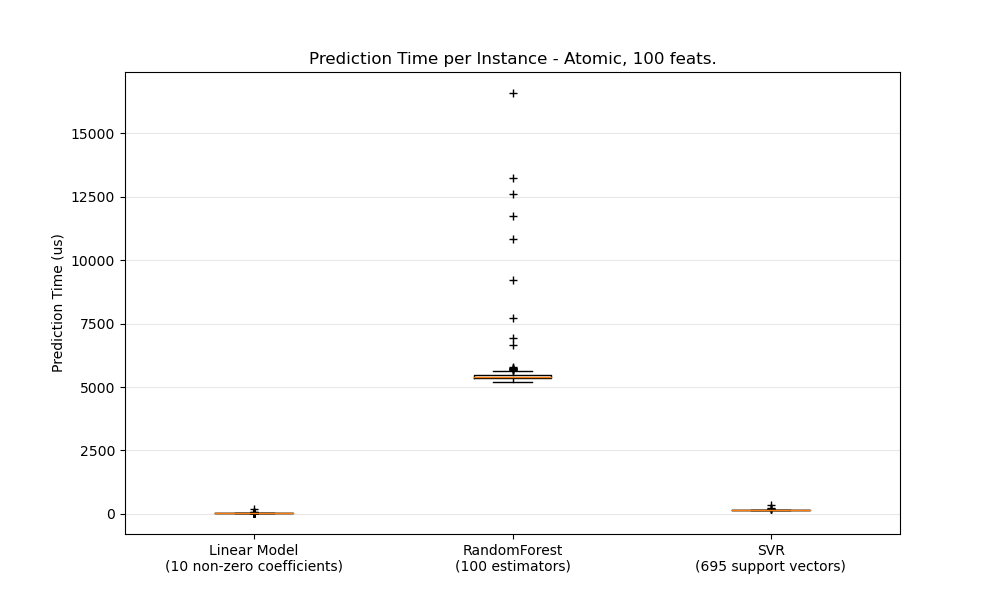 Prediction Time per Instance - Atomic, 100 feats.
Prediction Time (us)
15000
12500
10000
7500
5000
2500
0
Linear Model
(10 non-zero coefficients)
RandomForest
(100 estimators)
SVR
(695 support vectors)